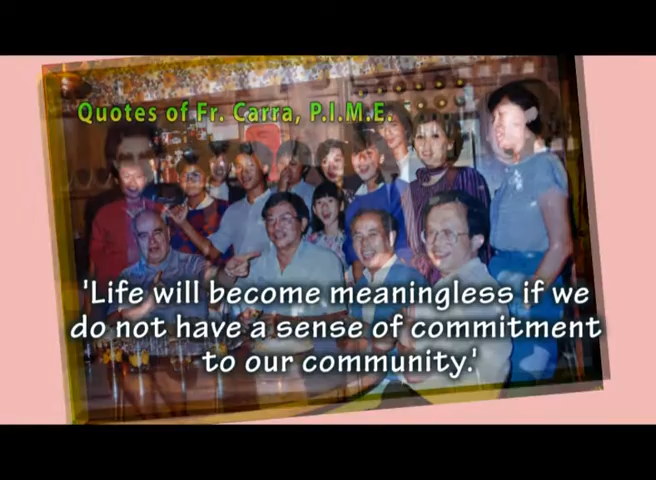 Quotes of Fr. Carra, P.I.M.E.
'Life will become meaningless if we
do not have a sense of commitment
to our community.'